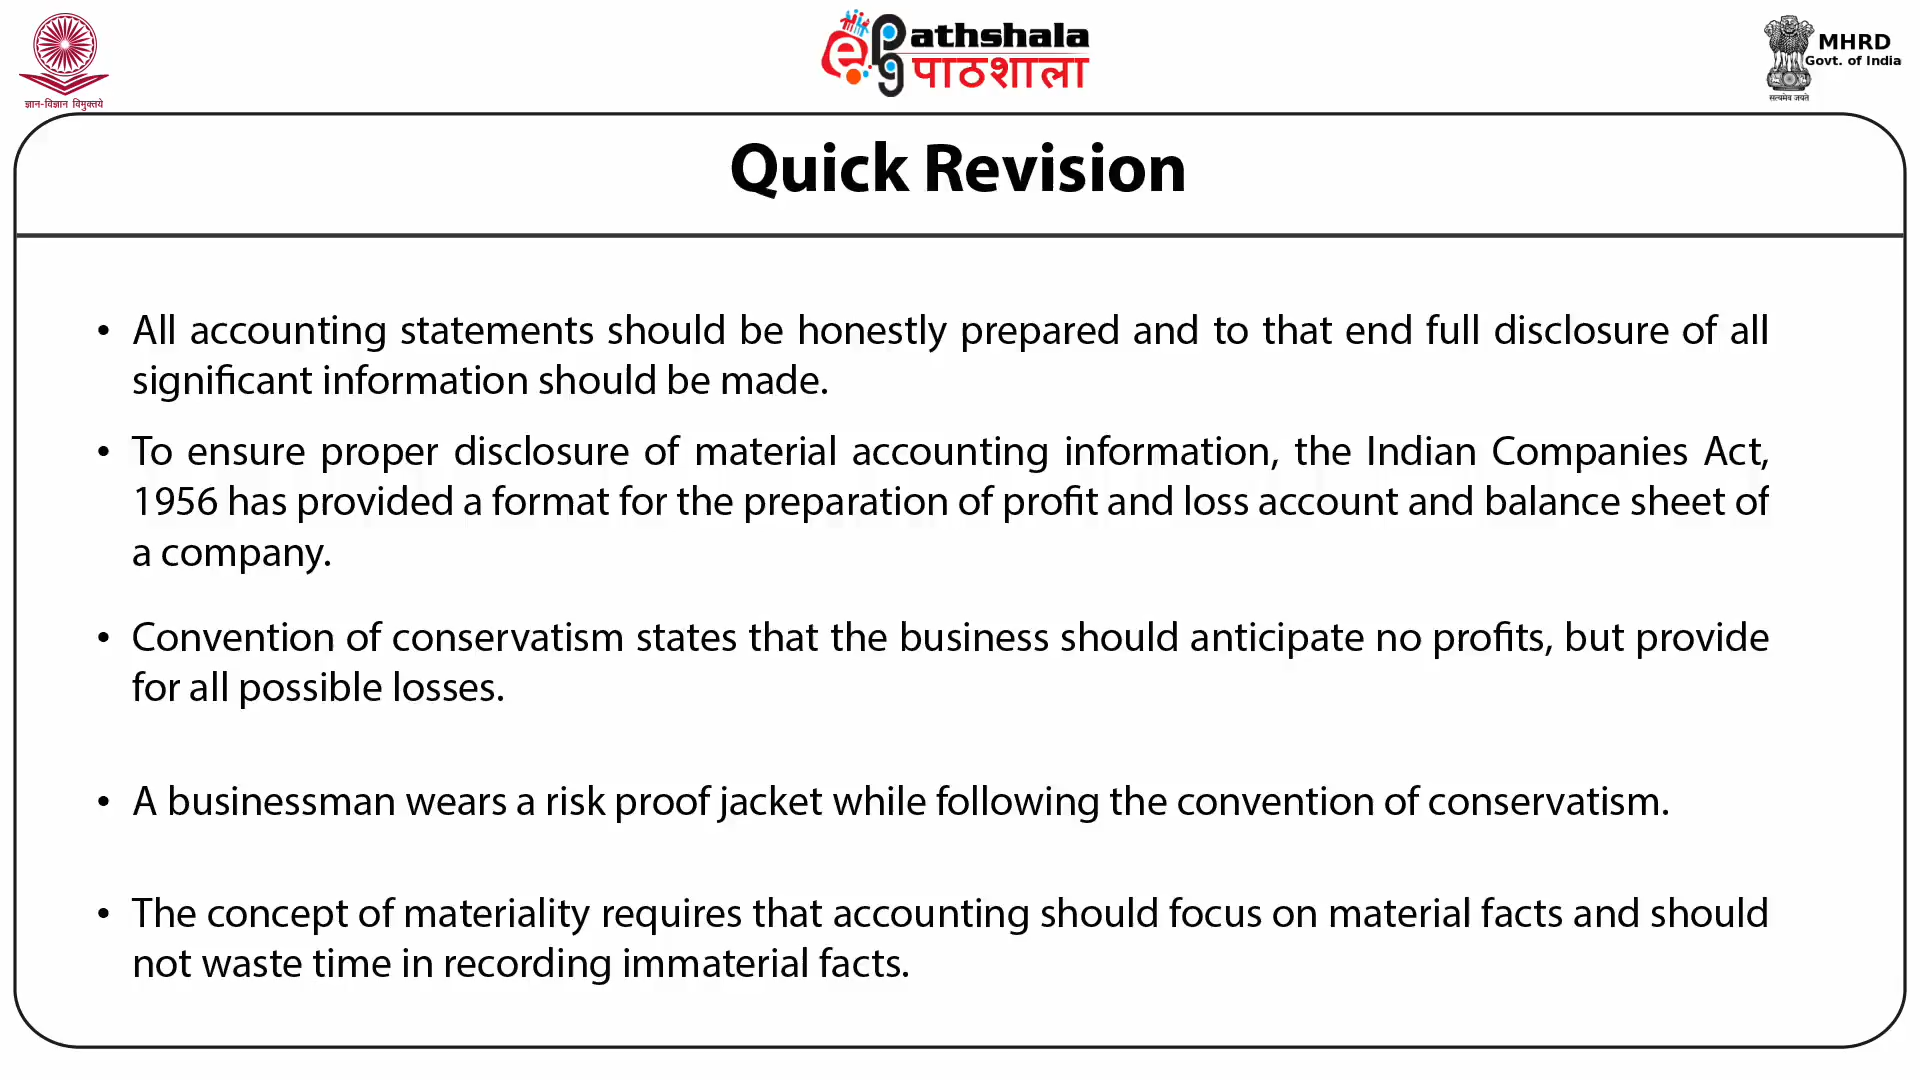 ज्ञान-विज्ञान विमुक्तये
ePathshala
पाठशाला
MHRD
Govt. of India
सत्यमेव जयते
Quick Revision
• All accounting statements should be honestly prepared and to that end full disclosure of all
significant information should be made.
• To ensure proper disclosure of material accounting information, the Indian Companies Act,
1956 has provided a format for the preparation of profit and loss account and balance sheet of
a company.
• Convention of conservatism states that the business should anticipate no profits, but provide
for all possible losses.
• A businessman wears a risk proof jacket while following the convention of conservatism.
• The concept of materiality requires that accounting should focus on material facts and should
not waste time in recording immaterial facts.